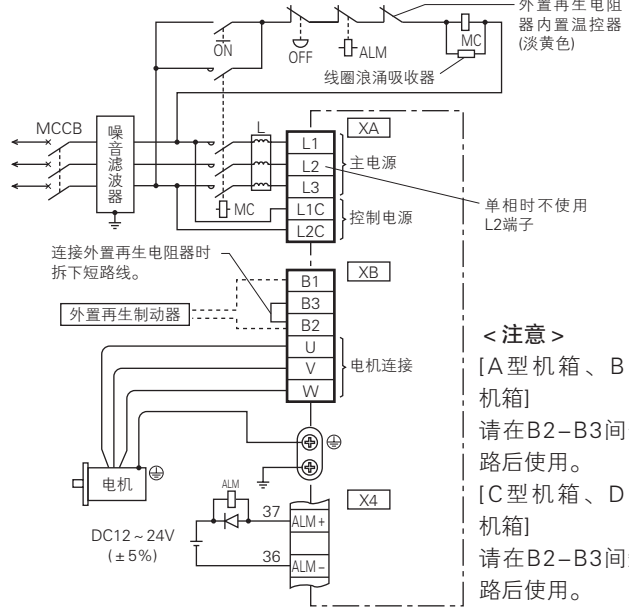 外置再生电阻
器内置温控器
(淡黄色)
ON
OFF
ALM
MC
线圈浪涌吸收器
MCCB
噪音滤波器
L
XA
L1
L2
L3
L1C
L2C
主电源
控制电源
MC
单相时不使用
L2端子
连接外置再生电阻器时
拆下短路线。
外置再生制动器
XB
B1
B3
B2
U
V
W
电机连接
电机
ALM
DC12~24V
(±5%)
37
36
ALM+
ALM-
X4
<注意>
[A型机箱、B
机箱]
请在B2-B3间
路后使用。
[C型机箱、D
机箱]
请在B2-B3间
路后使用。